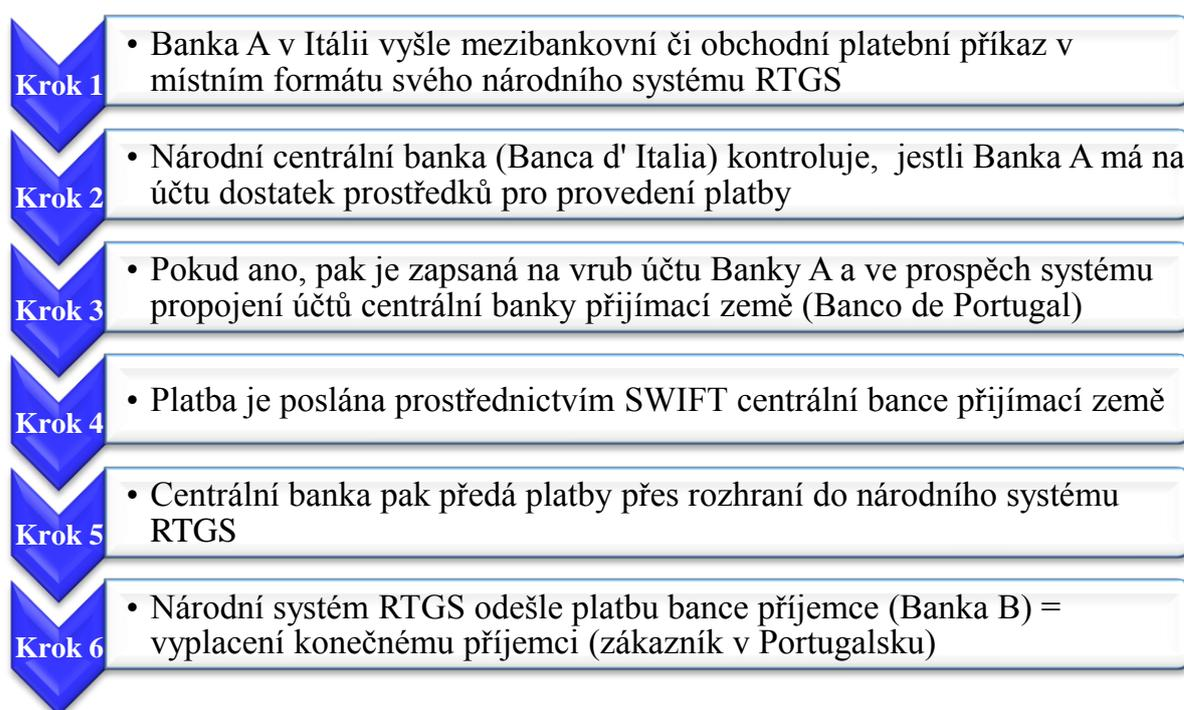 Krok 1
• Banka A v Itálii vyšle mezibankovní či obchodní platební příkaz v
místním formátu svého národního systému RTGS
Krok 2
• Národní centrální banka (Banca d' Italia) kontroluje, jestli Banka A má na
účtu dostatek prostředků pro provedení platby
Krok 3
• Pokud ano, pak je zapsaná na vrub účtu Banky A a ve prospěch systému
propojení účtů centrální banky přijímací země (Banco de Portugal)
Krok 4
• Platba je poslána prostřednictvím SWIFT centrální bance přijímací země
Krok 5
• Centrální banka pak předá platby přes rozhraní do národního systému
RTGS
Krok 6
• Národní systém RTGS odešle platbu bance příjemce (Banka B) =
vyplacení konečnému příjemci (zákazník v Portugalsku)